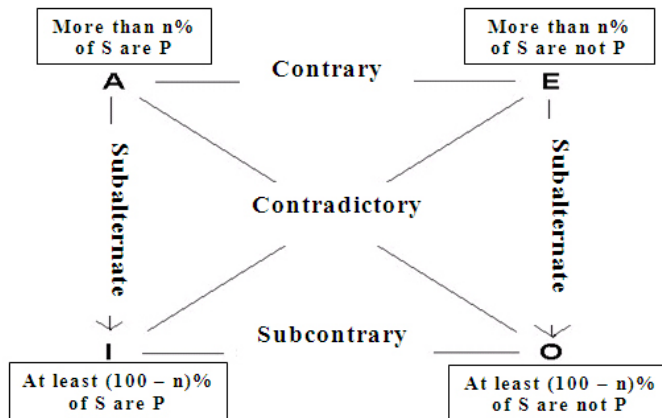 More than n%
of S are P
More than n%
of S are not P
A
Contrary
E
Subalternate
Contradictory
Subalternate
I
Subcontrary
O
At least (100 – n)%
of S are P
At least (100 – n)%
of S are not P